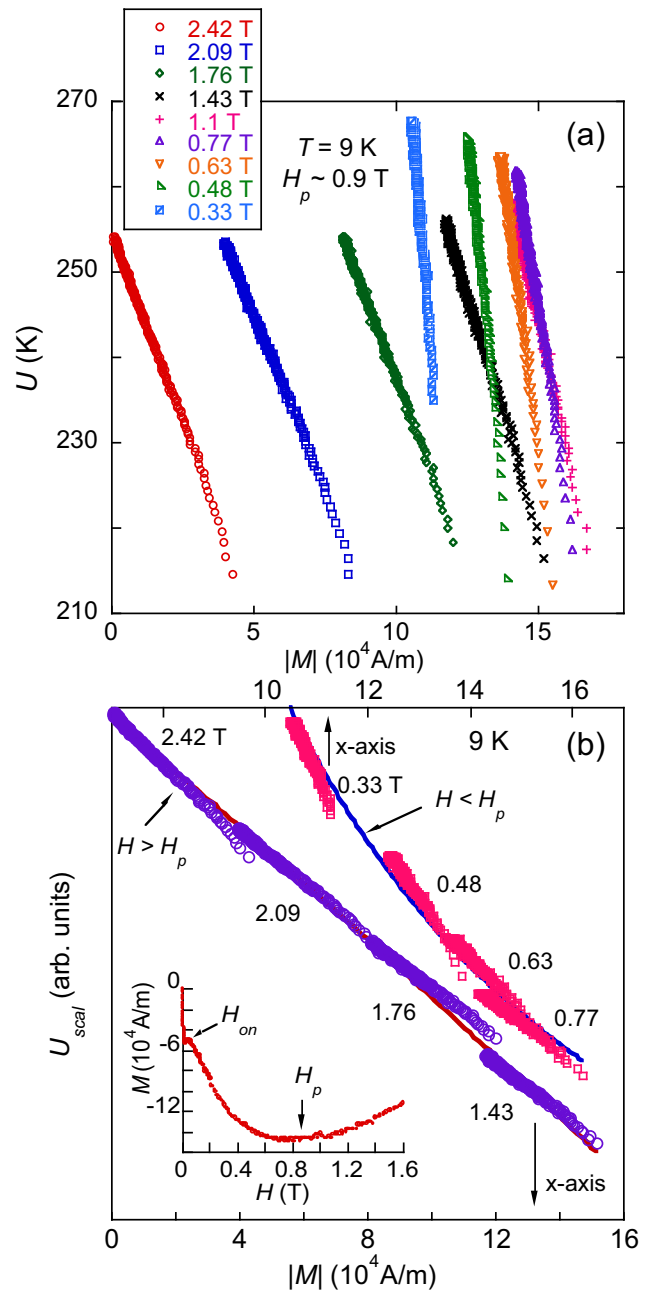 2.42 T
2.09 T
1.76 T
1.43 T
1.1 T
0.77 T
0.63 T
0.48 T
0.33 T
(a)
T = 9 K
H_p ~ 0.9 T
270
250
230
210
U (K)
0 5 10 15
|M| (10^4 A/m)
10 12 14 16
(b)
9 K
2.42 T
x-axis
0.33 T
H < H_p
H > H_p
0.48
2.09
0.63
0.77
1.76
1.43
x-axis
U_scal (arb. units)
0
-6
-12
M (10^4 A/m)
H_on
H_p
0 0.4 0.8 1.2 1.6
H (T)
0 4 8 12 16
|M| (10^4 A/m)